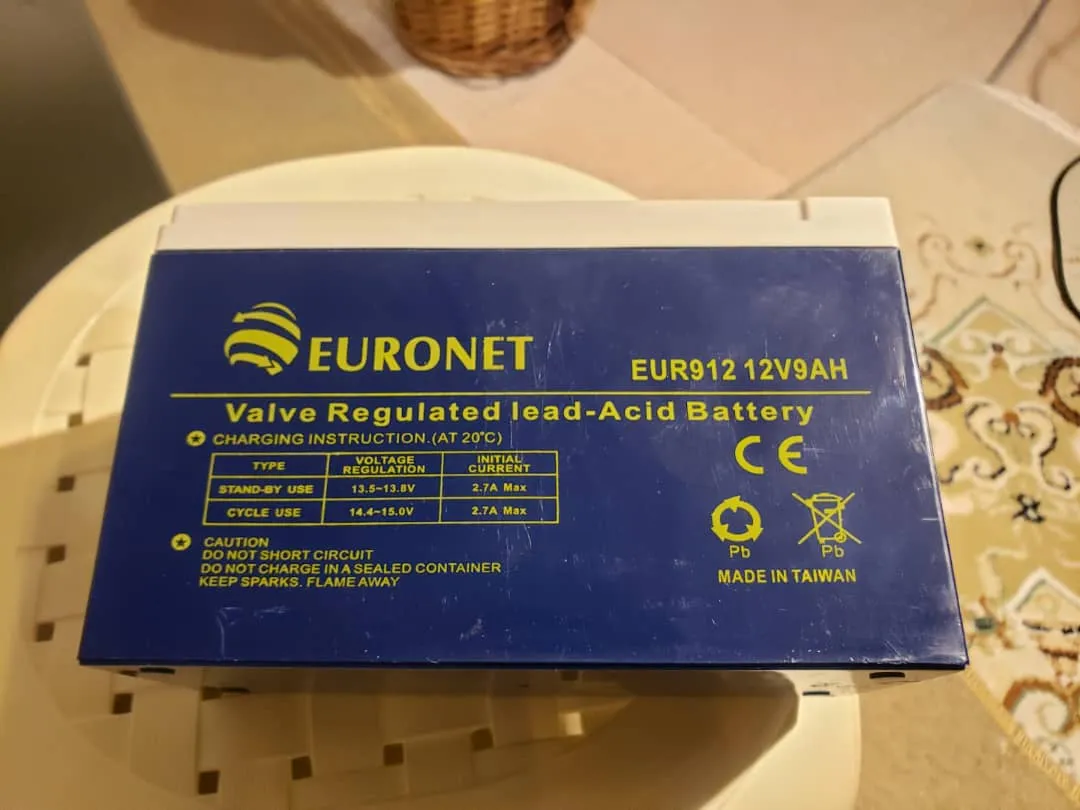 EURONET
EUR912 12V9AH
Valve Regulated lead-Acid Battery
CHARGING INSTRUCTION.(AT 20°C)
TYPE VOLTAGE REGULATION INITIAL CURRENT
STAND-BY USE 13.5~13.8V 2.7A Max
CYCLE USE 14.4~15.0V 2.7A Max
CE
Pb Pb
MADE IN TAIWAN
CAUTION
DO NOT SHORT CIRCUIT
DO NOT CHARGE IN A SEALED CONTAINER
KEEP SPARKS. FLAME AWAY